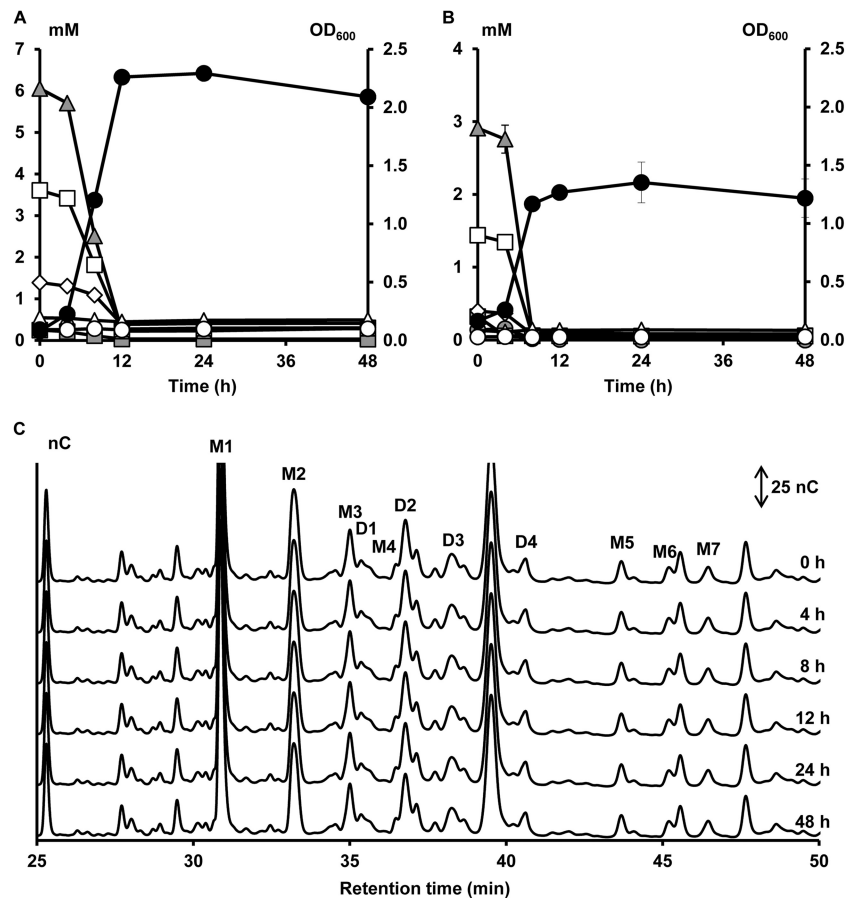 A
mM
OD600
7
6
5
4
3
2
1
0
2.5
2.0
1.5
1.0
0.5
0.0
0 12 24 36 48
Time (h)
B
mM
OD600
4
3
2
1
0
2.5
2.0
1.5
1.0
0.5
0.0
0 12 24 36 48
Time (h)
C
nC
M1
M2
M3
D1
M4
D2
D3
D4
M5
M6
M7
25 nC
0 h
4 h
8 h
12 h
24 h
48 h
25 30 35 40 45 50
Retention time (min)